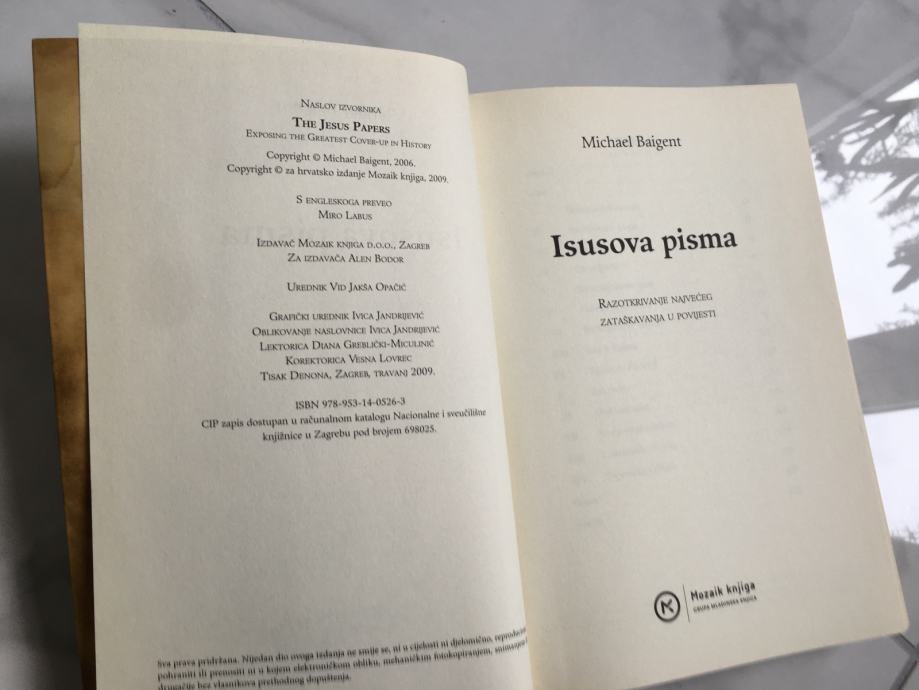 NASLOV IZVORNIKA
THE JESUS PAPERS
EXPOSING THE GREATEST COVER-UP IN HISTORY
Copyright © Michael Baigent, 2006.
Copyright © za hrvatsko izdanje Mozaik knjiga, 2009.
S ENGLESKOGA PREVEO
MIRO LABUS
IZDAVAČ MOZAIK KNJIGA D.O.O., ZAGREB
ZA IZDAVAČA ALEN BODOR
UREDNIK VID JAKŠA OPAČIĆ
GRAFIČKI UREDNIK IVICA JANDRIJEVIĆ
OBLIKOVANJE NASLOVNICE IVICA JANDRIJEVIĆ
LEKTORICA DIANA GREBLIČKI-MICULINIĆ
KOREKTORICA VESNA LOVREC
TISAK DENONA, ZAGREB, TRAVANJ 2009.
ISBN 978-953-14-0526-3
CIP zapis dostupan u računalnom katalogu Nacionalne i sveučilišne
knjižnice u Zagrebu pod brojem 698025.
Sva prava pridržana. Nijedan dio ovoga izdanja ne smije se, ni u cijelosti ni djelomično,
pohraniti ili prenositi ni u kojem elektroničkom obliku, mehaničkim fotokopiranjem,
drugačije bez vlasnikova prethodnog dopuštenja.
Michael Baigent
Isusova pisma
RAZOTKRIVANJE NAJVEĆEG
ZATAŠKAVANJA U POVIJESTI
Mozaik knjiga
GRUPA MLADINSKA KNJIGA